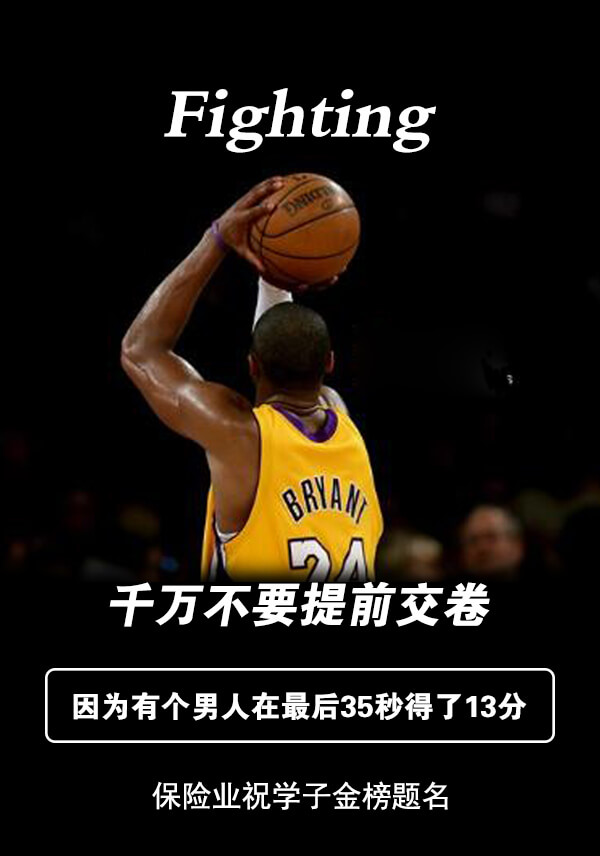 Fighting
SPALDING
BRYANT
24
千万不要提前交卷
因为有个男人在最后35秒得了13分
保险业祝学子金榜题名